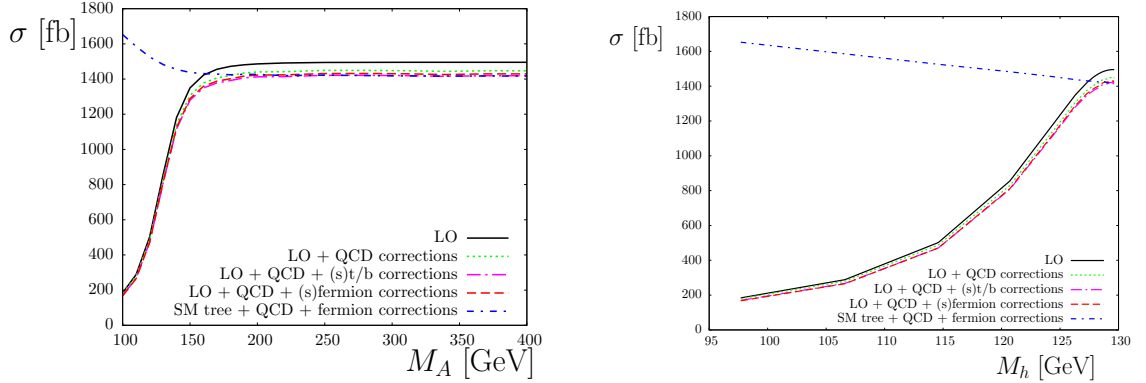 σ [fb]
1800
1600
1400
1200
1000
800
600
400
200
0
LO
LO + QCD corrections
LO + QCD + (s)t/b corrections
LO + QCD + (s)fermion corrections
SM tree + QCD + fermion corrections
100 150 200 250 300 350 400
M_A [GeV]
σ [fb]
1800
1600
1400
1200
1000
800
600
400
200
0
LO
LO + QCD corrections
LO + QCD + (s)t/b corrections
LO + QCD + (s)fermion corrections
SM tree + QCD + fermion corrections
95 100 105 110 115 120 125 130
M_h [GeV]